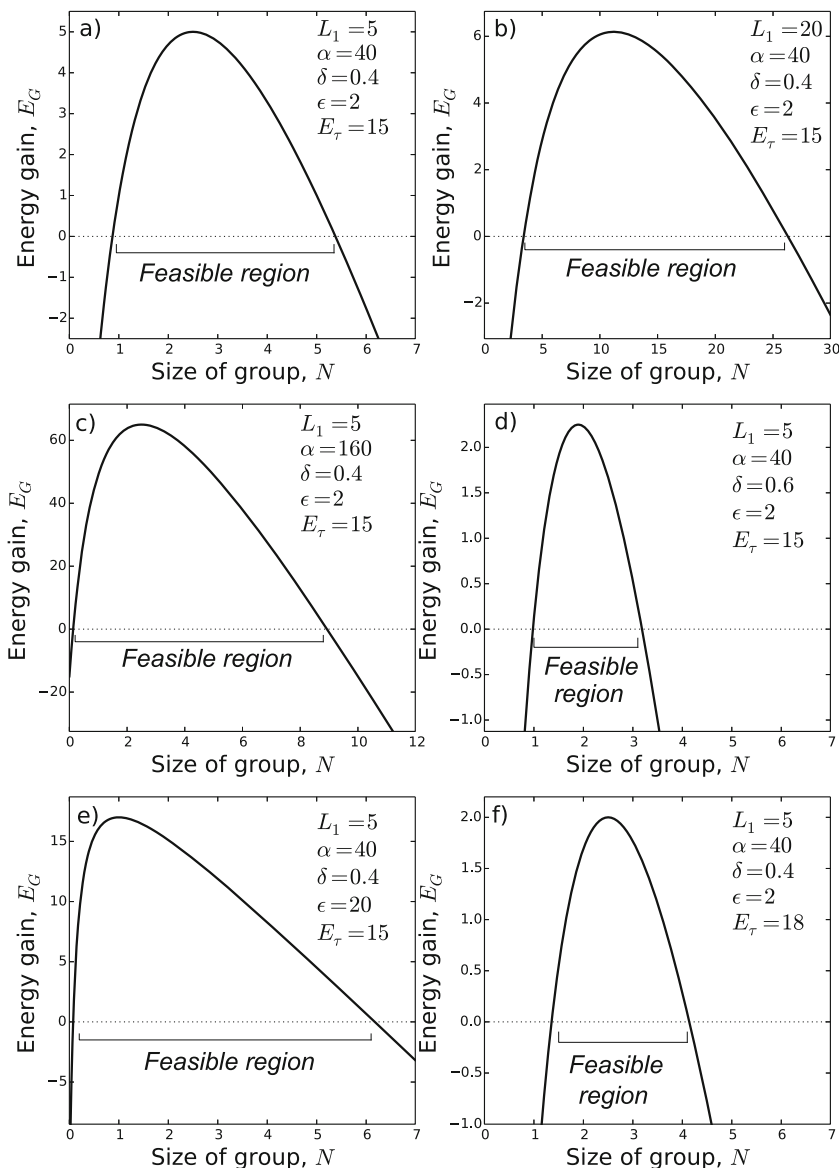 a)
L₁ = 5
α = 40
δ = 0.4
ϵ = 2
E_τ = 15
5
4
3
2
1
0
−1
−2
Energy gain, E_G
Feasible region
0 1 2 3 4 5 6 7
Size of group, N
b)
L₁ = 20
α = 40
δ = 0.4
ϵ = 2
E_τ = 15
6
4
2
0
−2
Energy gain, E_G
Feasible region
0 5 10 15 20 25 30
Size of group, N
c)
L₁ = 5
α = 160
δ = 0.4
ϵ = 2
E_τ = 15
60
40
20
0
−20
Energy gain, E_G
Feasible region
0 2 4 6 8 10 12
Size of group, N
d)
L₁ = 5
α = 40
δ = 0.6
ϵ = 2
E_τ = 15
2.0
1.5
1.0
0.5
0.0
−0.5
−1.0
Energy gain, E_G
Feasible
region
0 1 2 3 4 5 6 7
Size of group, N
e)
L₁ = 5
α = 40
δ = 0.4
ϵ = 20
E_τ = 15
15
10
5
0
−5
Energy gain, E_G
Feasible region
0 1 2 3 4 5 6 7
Size of group, N
f)
L₁ = 5
α = 40
δ = 0.4
ϵ = 2
E_τ = 18
2.0
1.5
1.0
0.5
0.0
−0.5
−1.0
Energy gain, E_G
Feasible
region
0 1 2 3 4 5 6 7
Size of group, N